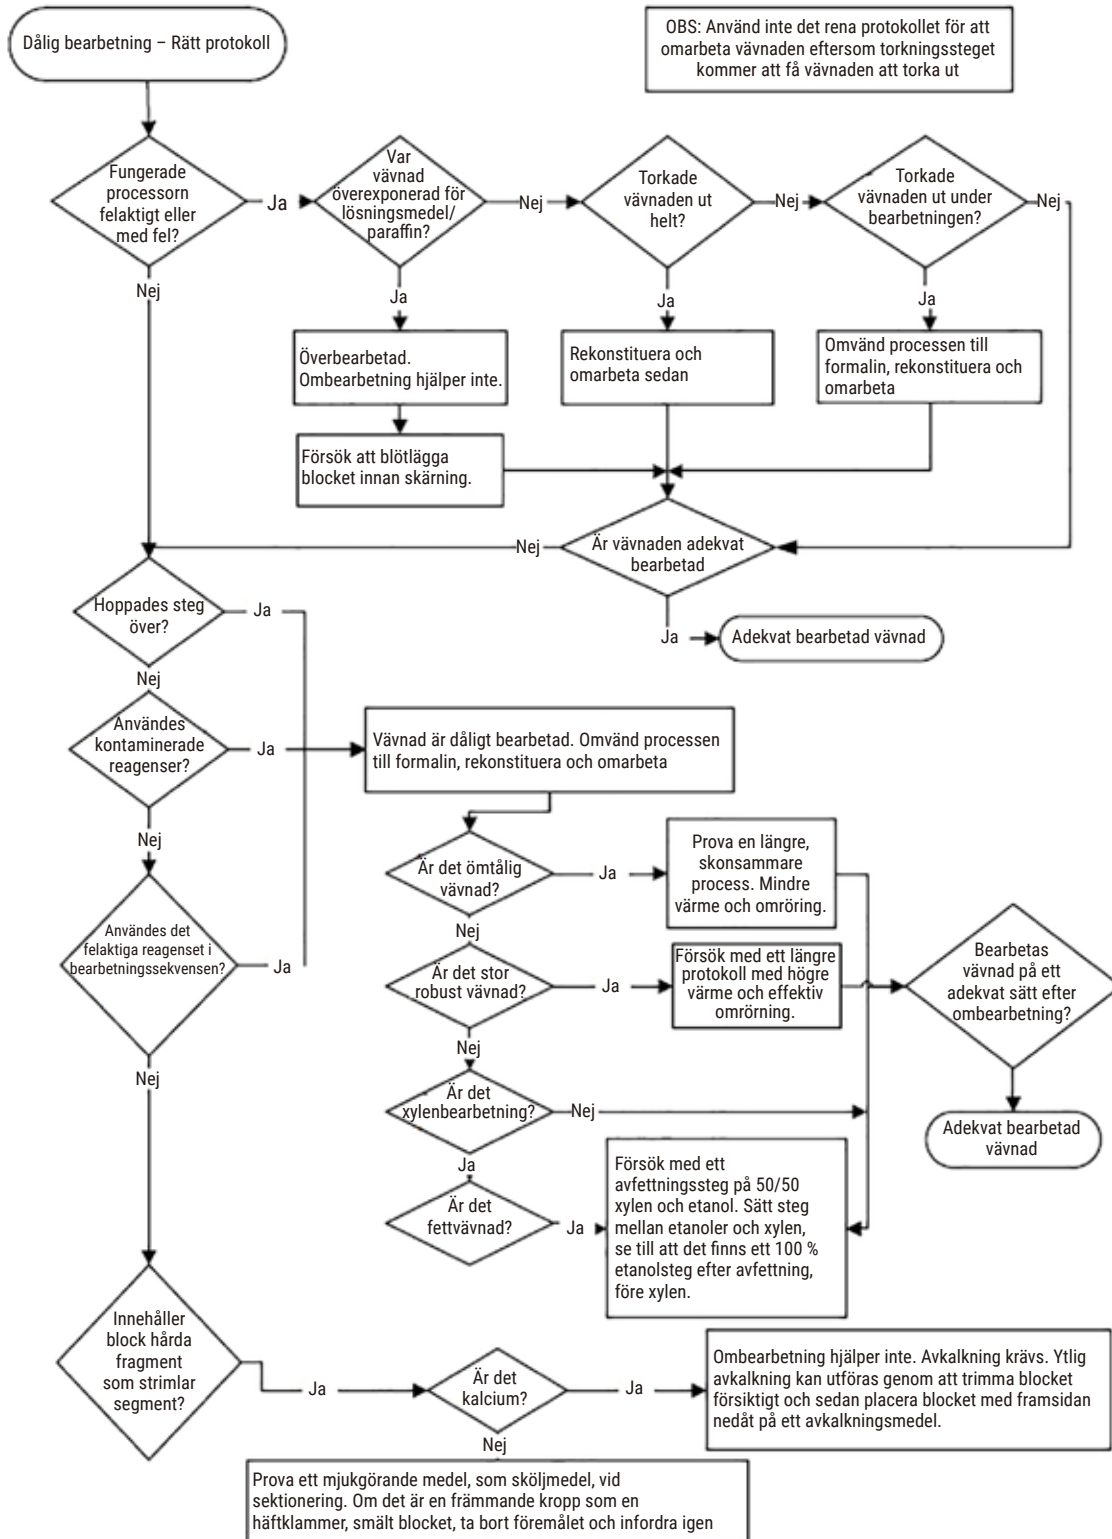 Dålig bearbetning – Rätt protokoll
OBS: Använd inte det rena protokollet för att
omarbeta vävnaden eftersom torkningssteget
kommer att få vävnaden att torka ut
Fungerade
processorn
felaktigt eller
med fel?
Ja
Var
vävnad
överexponerad för
lösningsmedel/
paraffin?
Nej
Torkade
vävnaden ut
helt?
Nej
Torkade
vävnaden ut under
bearbetningen?
Nej
Nej
Ja
Ja
Ja
Överbearbetad.
Ombearbetning hjälper inte.
Rekonstituera och
omarbeta sedan
Omvänd processen till
formalin, rekonstituera och
omarbeta
Försök att blötlägga
blocket innan skärning.
Nej
Är vävnaden adekvat
bearbetad
Ja
Adekvat bearbetad vävnad
Hoppades steg
över?
Ja
Nej
Användes
kontaminerade
reagenser?
Ja
Vävnad är dåligt bearbetad. Omvänd processen
till formalin, rekonstituera och omarbeta
Nej
Användes det
felaktiga reagenset i
bearbetningssekvensen?
Ja
Är det ömtålig
vävnad?
Ja
Prova en längre,
skonsammare
process. Mindre
värme och omröring.
Nej
Är det stor
robust vävnad?
Ja
Försök med ett längre
protokoll med högre
värme och effektiv
omrörning.
Bearbetas
vävnad på ett
adekvat sätt efter
ombearbetning?
Nej
Nej
Är det
xylenbearbetning?
Nej
Adekvat bearbetad
vävnad
Ja
Är det
fettvävnad?
Ja
Försök med ett
avfettningssteg på 50/50
xylen och etanol. Sätt steg
mellan etanoler och xylen,
se till att det finns ett 100 %
etanolsteg efter avfettning,
före xylen.
Innehåller
block hårda
fragment
som strimlar
segment?
Ja
Är det
kalcium?
Ja
Ombearbetning hjälper inte. Avkalkning krävs. Ytlig
avkalkning kan utföras genom att trimma blocket
försiktigt och sedan placera blocket med framsidan
nedåt på ett avkalkningsmedel.
Nej
Prova ett mjukgörande medel, som sköljmedel, vid
sektionering. Om det är en främmande kropp som en
häftklammer, smält blocket, ta bort föremålet och infordra igen